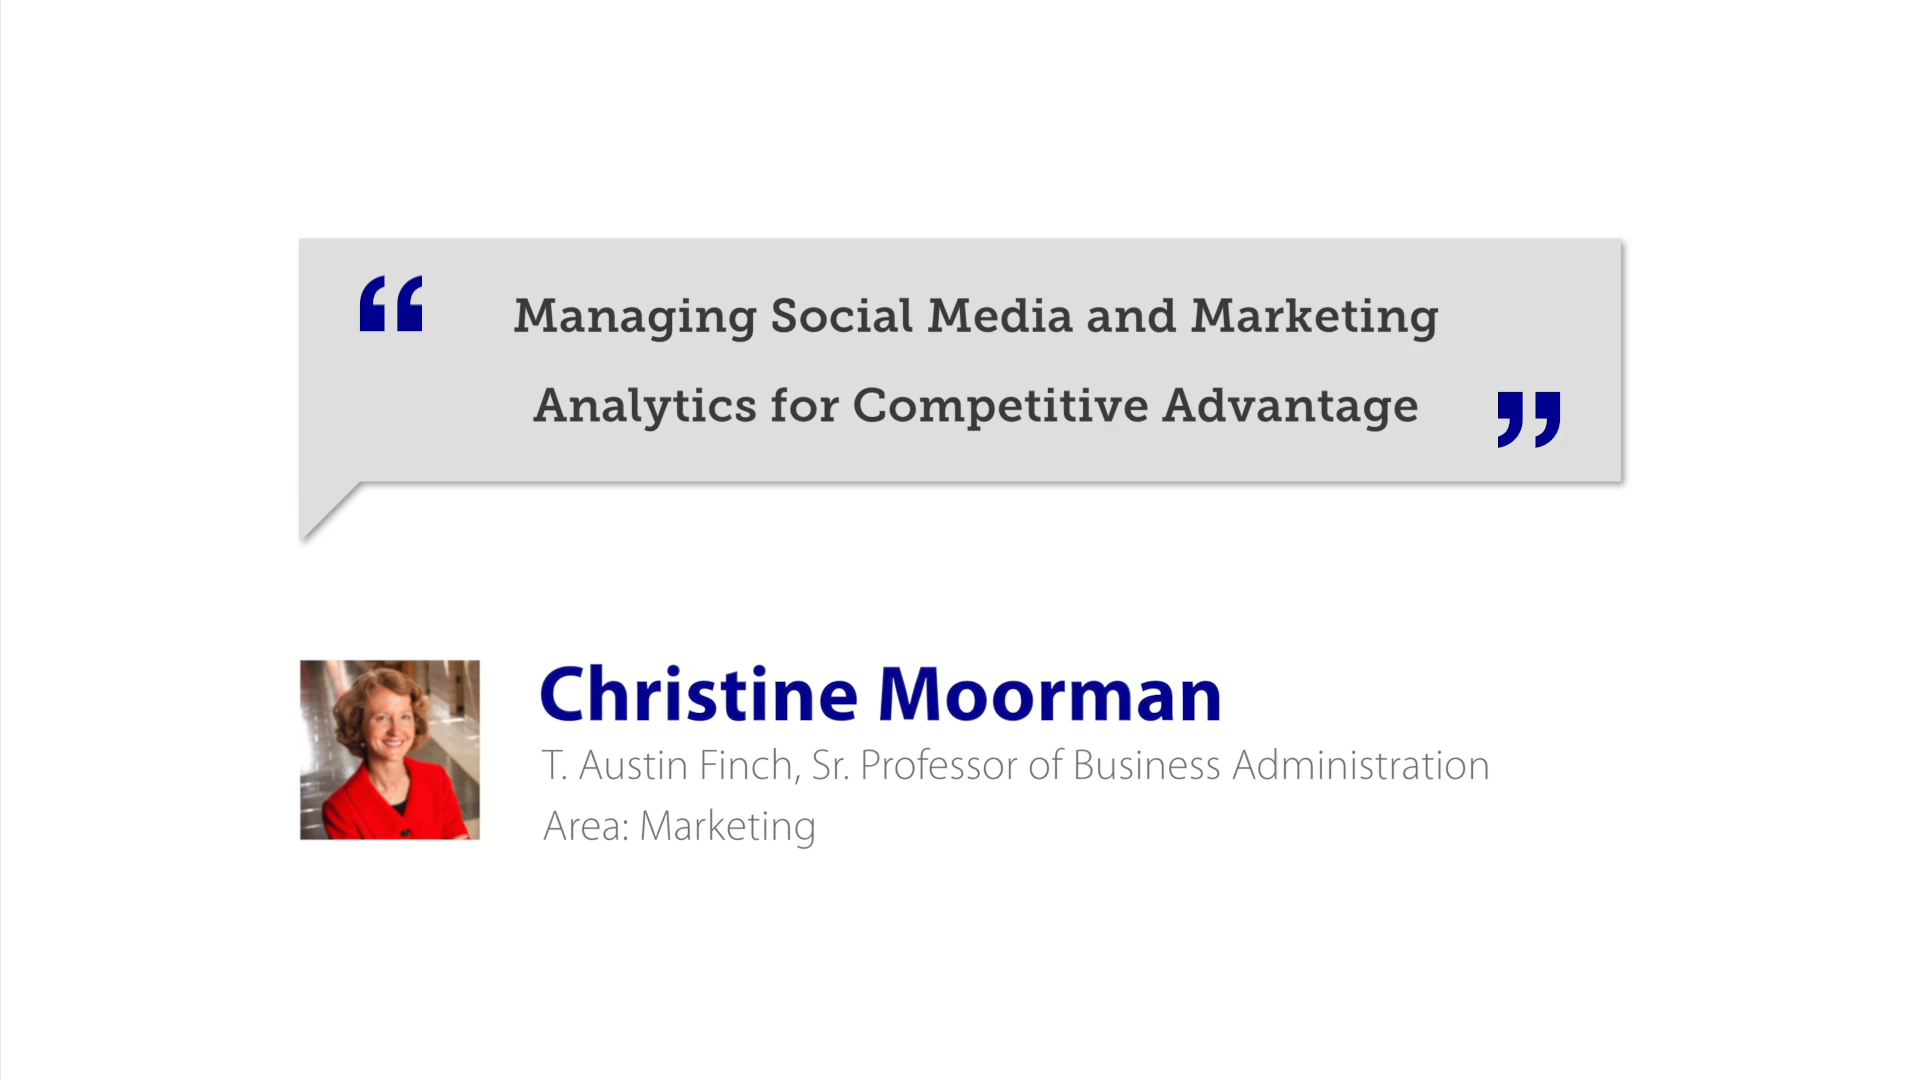 “ Managing Social Media and Marketing
Analytics for Competitive Advantage ”
Christine Moorman
T. Austin Finch, Sr. Professor of Business Administration
Area: Marketing